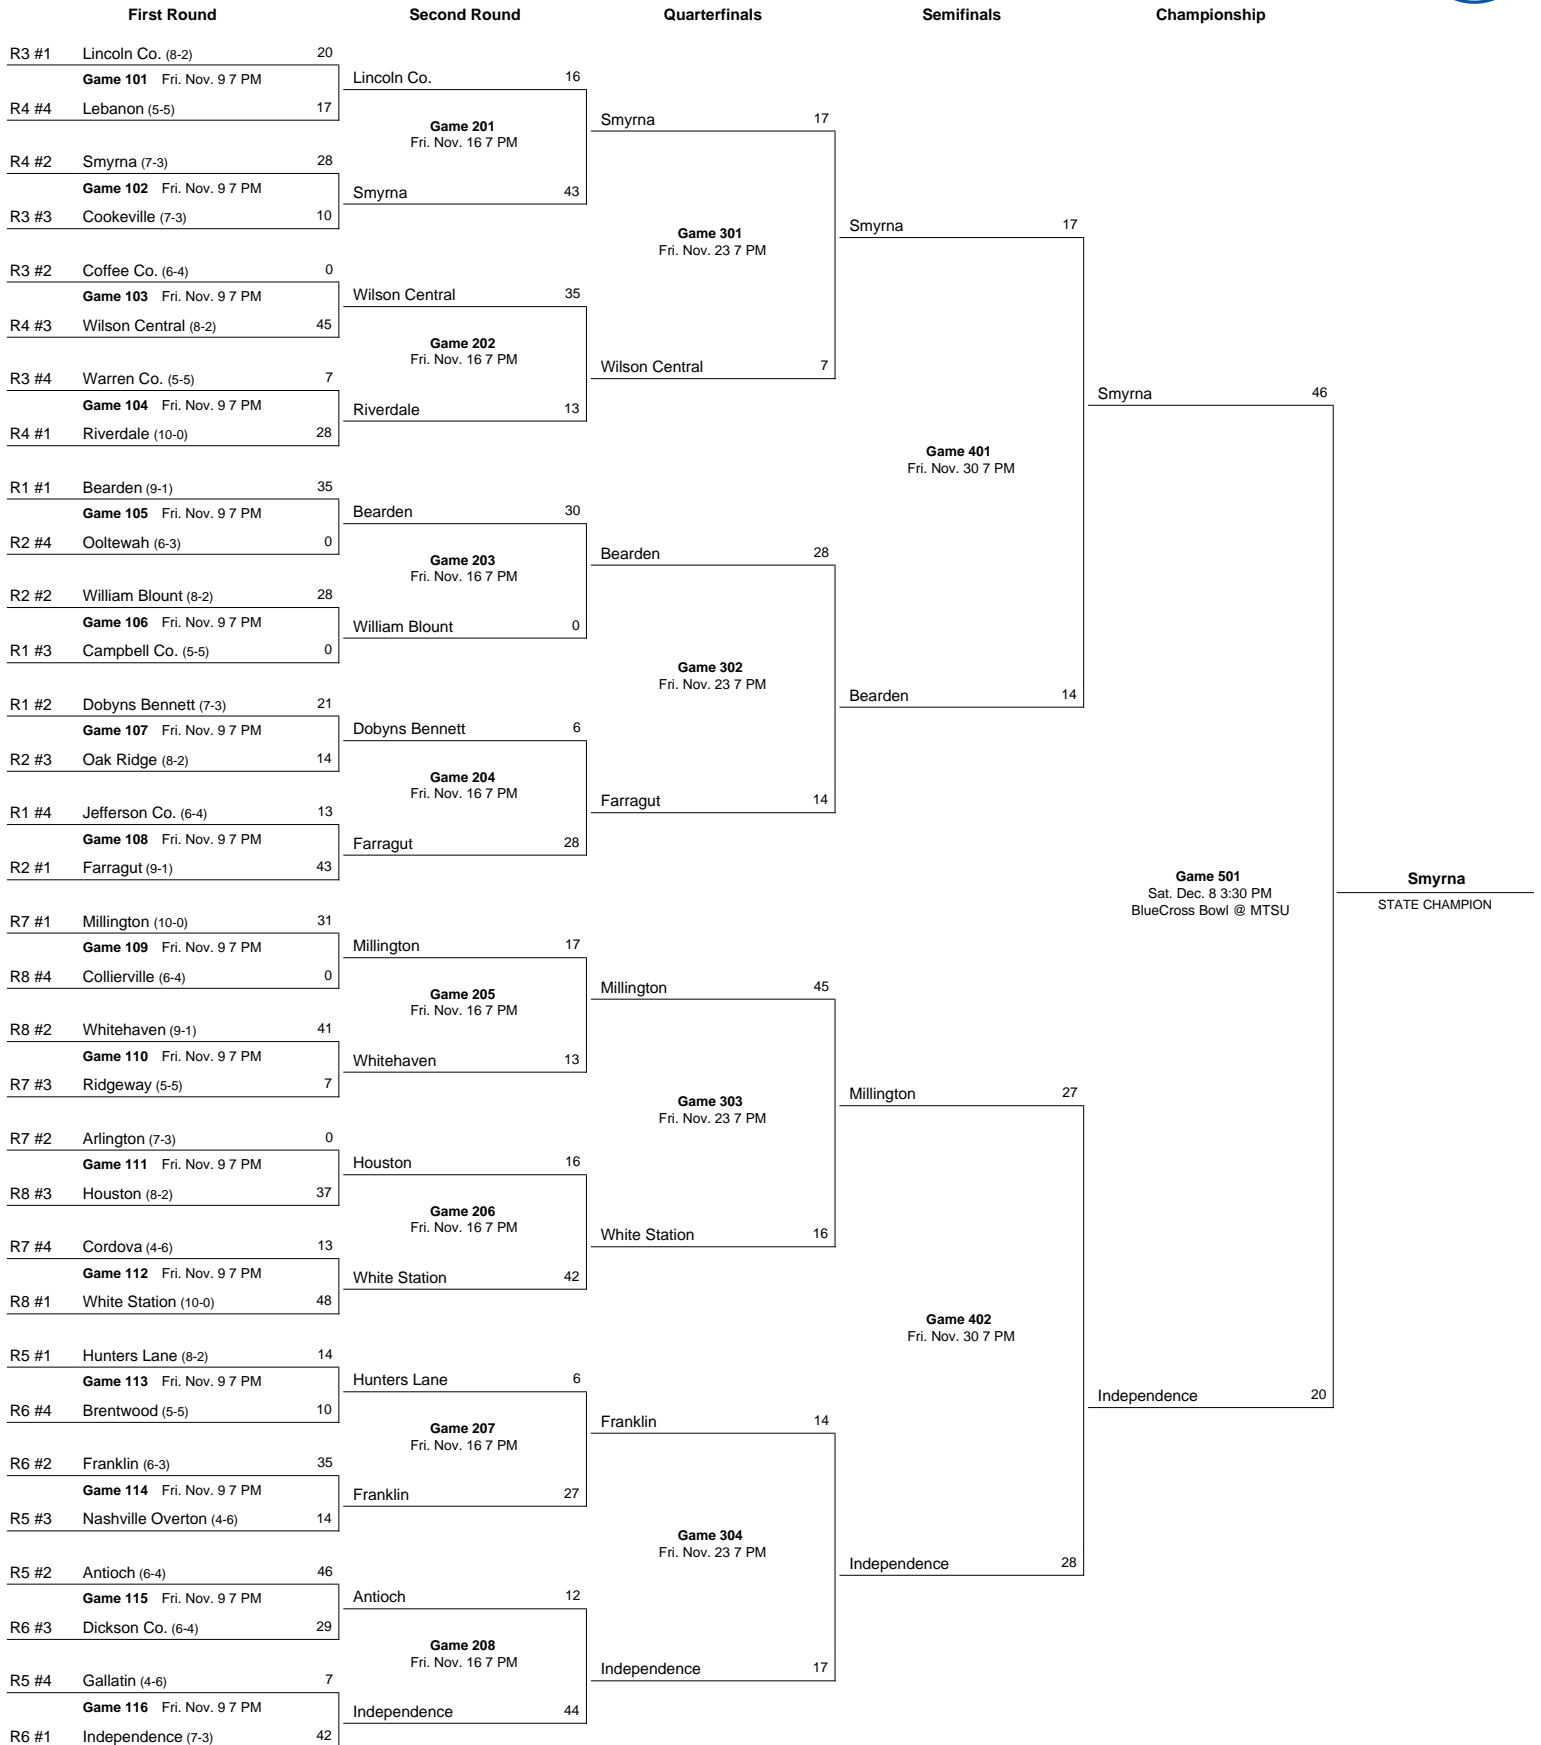 First Round Second Round Quarterfinals Semifinals Championship
R3 #1 Lincoln Co. (8-2) 20
Game 101 Fri. Nov. 9 7 PM
R4 #4 Lebanon (5-5) 17
R4 #2 Smyrna (7-3) 28
Game 102 Fri. Nov. 9 7 PM
R3 #3 Cookeville (7-3) 10
R3 #2 Coffee Co. (6-4) 0
Game 103 Fri. Nov. 9 7 PM
R4 #3 Wilson Central (8-2) 45
R3 #4 Warren Co. (5-5) 7
Game 104 Fri. Nov. 9 7 PM
R4 #1 Riverdale (10-0) 28
R1 #1 Bearden (9-1) 35
Game 105 Fri. Nov. 9 7 PM
R2 #4 Ooltewah (6-3) 0
R2 #2 William Blount (8-2) 28
Game 106 Fri. Nov. 9 7 PM
R1 #3 Campbell Co. (5-5) 0
R1 #2 Dobyns Bennett (7-3) 21
Game 107 Fri. Nov. 9 7 PM
R2 #3 Oak Ridge (8-2) 14
R1 #4 Jefferson Co. (6-4) 13
Game 108 Fri. Nov. 9 7 PM
R2 #1 Farragut (9-1) 43
R7 #1 Millington (10-0) 31
Game 109 Fri. Nov. 9 7 PM
R8 #4 Collierville (6-4) 0
R8 #2 Whitehaven (9-1) 41
Game 110 Fri. Nov. 9 7 PM
R7 #3 Ridgeway (5-5) 7
R7 #2 Arlington (7-3) 0
Game 111 Fri. Nov. 9 7 PM
R8 #3 Houston (8-2) 37
R7 #4 Cordova (4-6) 13
Game 112 Fri. Nov. 9 7 PM
R8 #1 White Station (10-0) 48
R5 #1 Hunters Lane (8-2) 14
Game 113 Fri. Nov. 9 7 PM
R6 #4 Brentwood (5-5) 10
R6 #2 Franklin (6-3) 35
Game 114 Fri. Nov. 9 7 PM
R5 #3 Nashville Overton (4-6) 14
R5 #2 Antioch (6-4) 46
Game 115 Fri. Nov. 9 7 PM
R6 #3 Dickson Co. (6-4) 29
R5 #4 Gallatin (4-6) 7
Game 116 Fri. Nov. 9 7 PM
R6 #1 Independence (7-3) 42
Lincoln Co. 16
Game 201
Fri. Nov. 16 7 PM
Smyrna 43
Wilson Central 35
Game 202
Fri. Nov. 16 7 PM
Riverdale 13
Bearden 30
Game 203
Fri. Nov. 16 7 PM
William Blount 0
Dobyns Bennett 6
Game 204
Fri. Nov. 16 7 PM
Farragut 28
Millington 17
Game 205
Fri. Nov. 16 7 PM
Whitehaven 13
Houston 16
Game 206
Fri. Nov. 16 7 PM
White Station 42
Hunters Lane 6
Game 207
Fri. Nov. 16 7 PM
Franklin 27
Antioch 12
Game 208
Fri. Nov. 16 7 PM
Independence 44
Smyrna 17
Game 301
Fri. Nov. 23 7 PM
Wilson Central 7
Bearden 28
Game 302
Fri. Nov. 23 7 PM
Farragut 14
Millington 45
Game 303
Fri. Nov. 23 7 PM
White Station 16
Franklin 14
Game 304
Fri. Nov. 23 7 PM
Independence 17
Smyrna 17
Game 401
Fri. Nov. 30 7 PM
Bearden 14
Millington 27
Game 402
Fri. Nov. 30 7 PM
Independence 28
Smyrna 46
Game 501
Sat. Dec. 8 3:30 PM
BlueCross Bowl @ MTSU
Independence 20
Smyrna
STATE CHAMPION